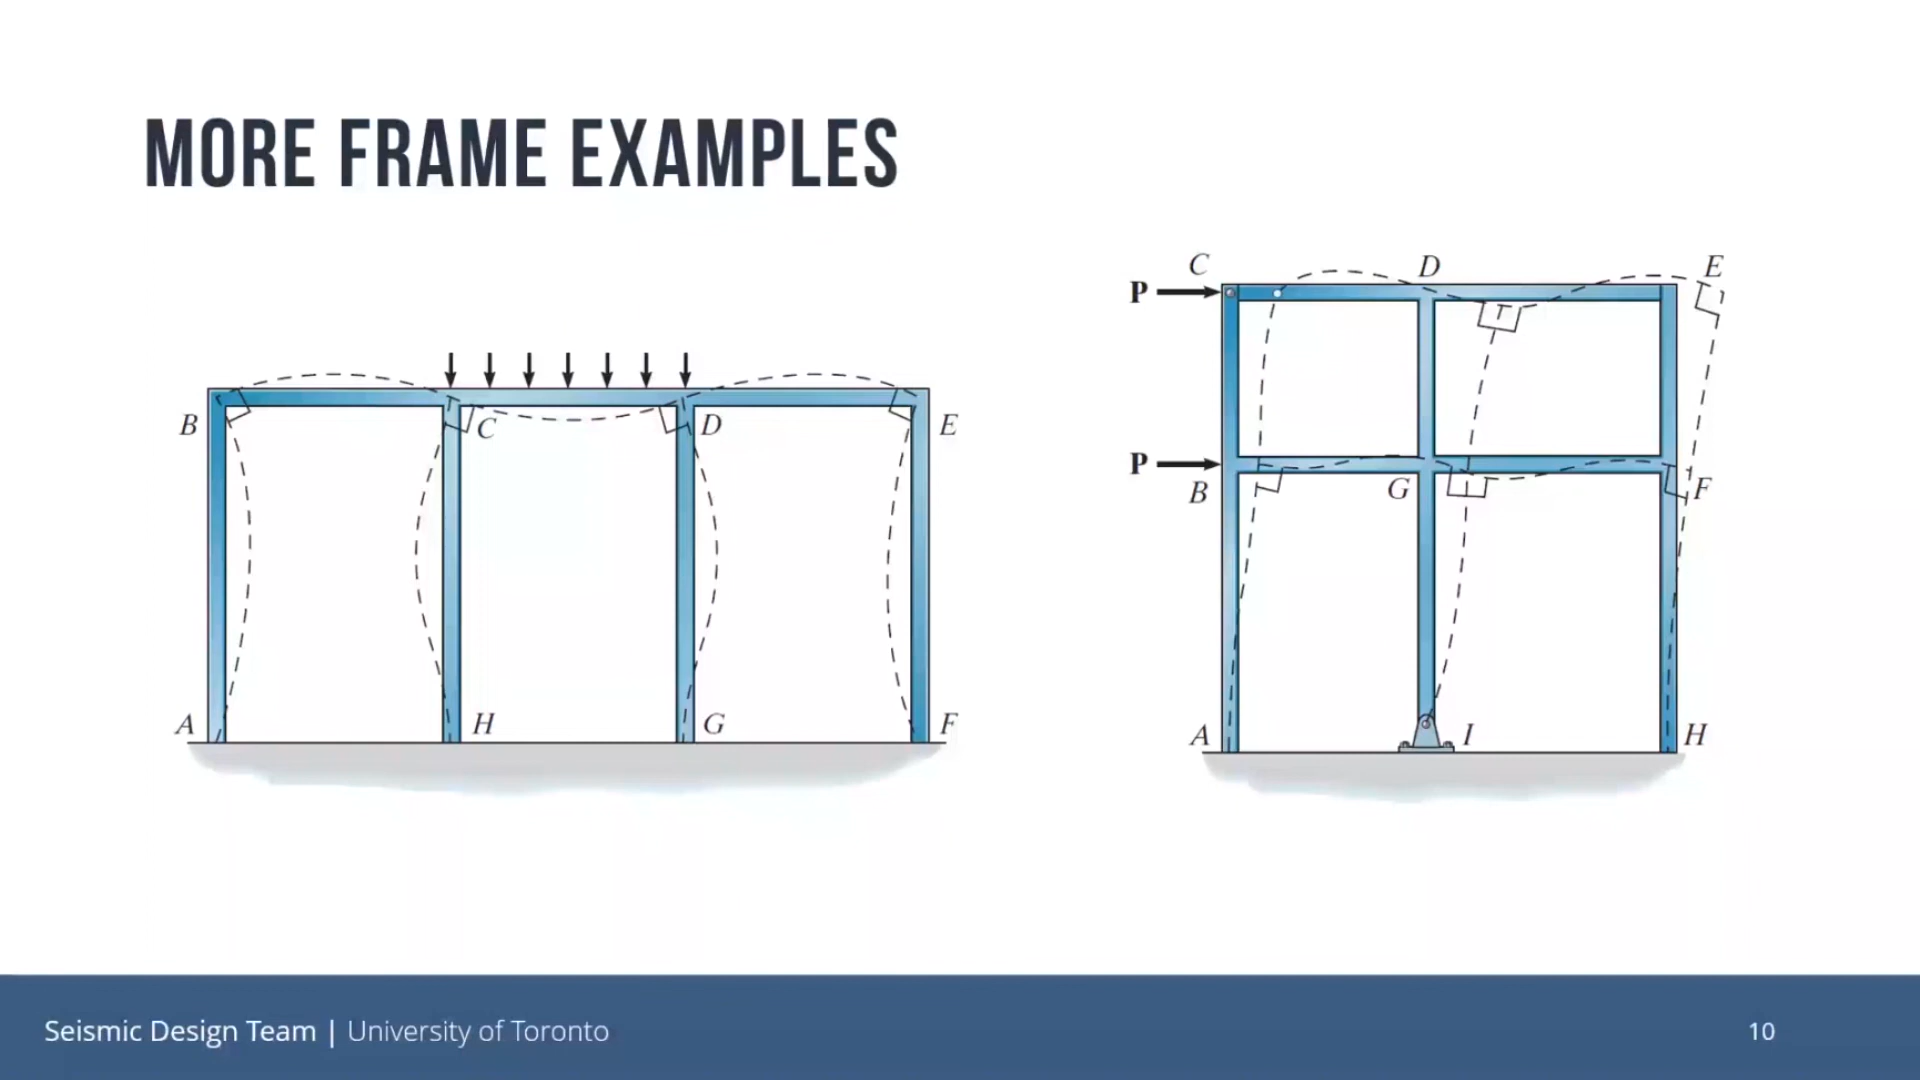 MORE FRAME EXAMPLES
B
C
D
E
A
H
G
F
C
D
E
P
P
B
G
F
A
I
H
Seismic Design Team | University of Toronto
10